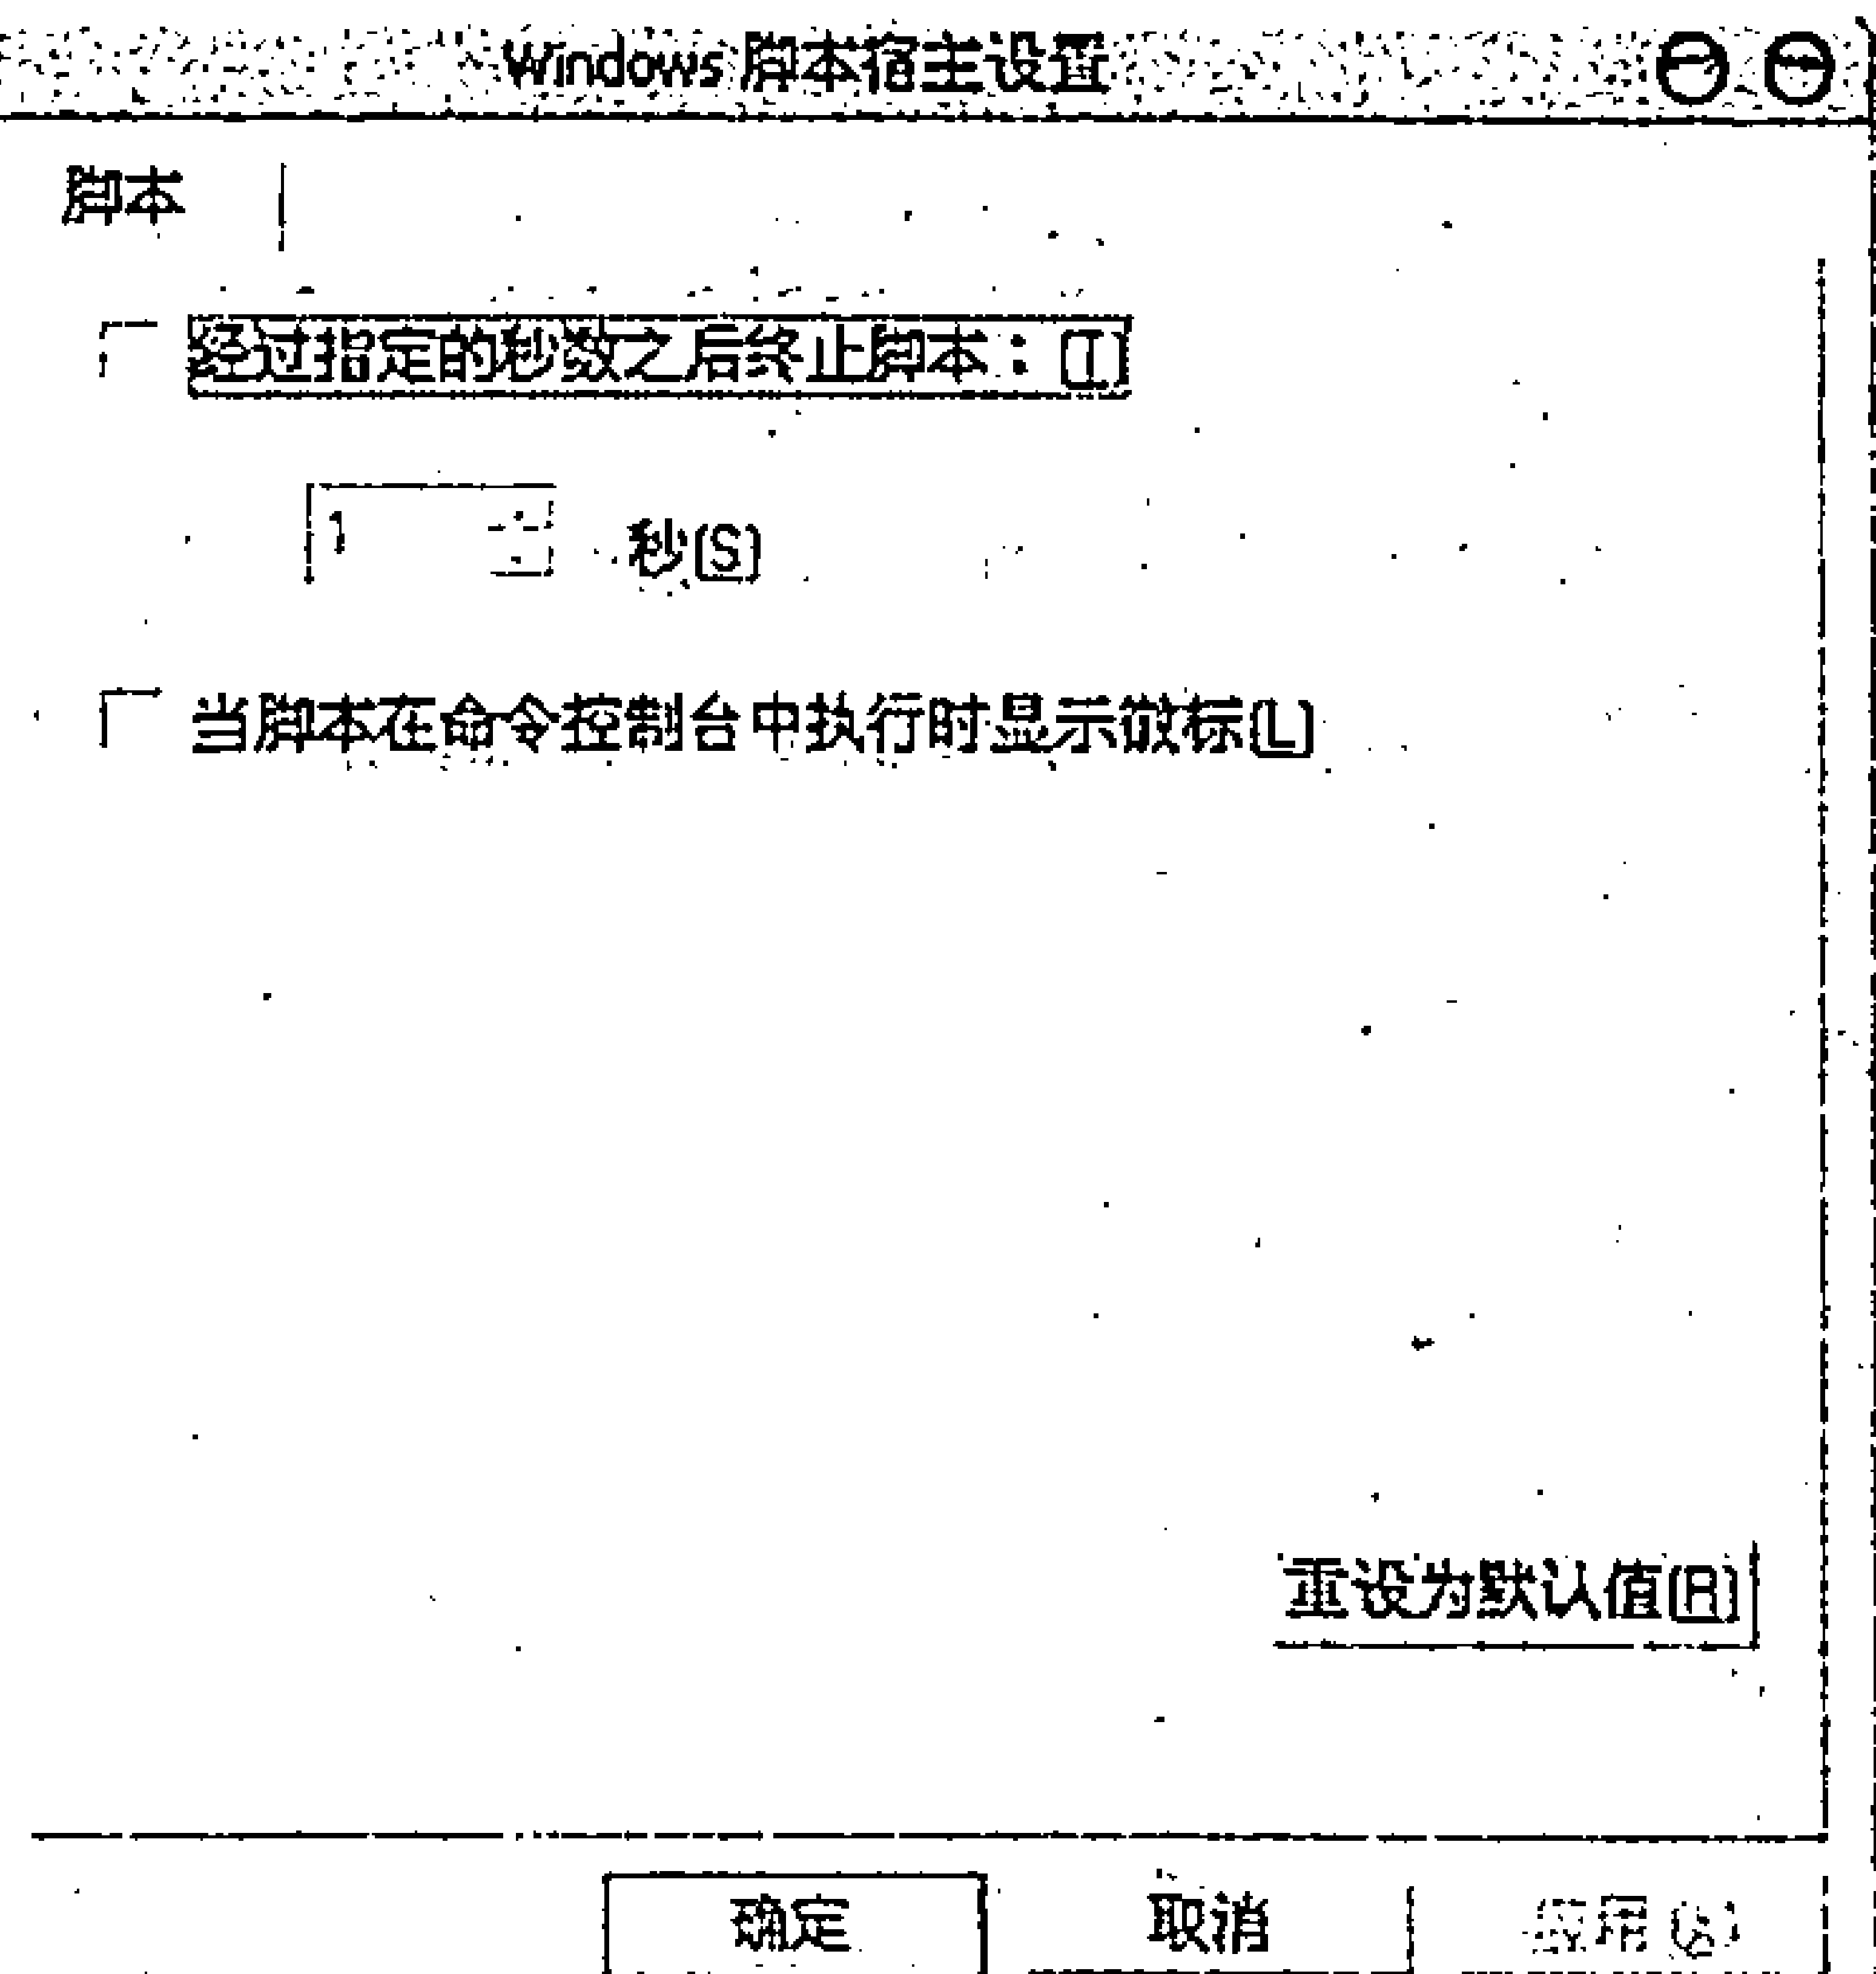 Windows 脚本宿主设置
脚本
经过指定的秒数之后终止脚本：(T)
1 秒(S)
当脚本在命令控制台中执行时显示徽标(L)
重设为默认值(R)
确定 取消 应用(A)